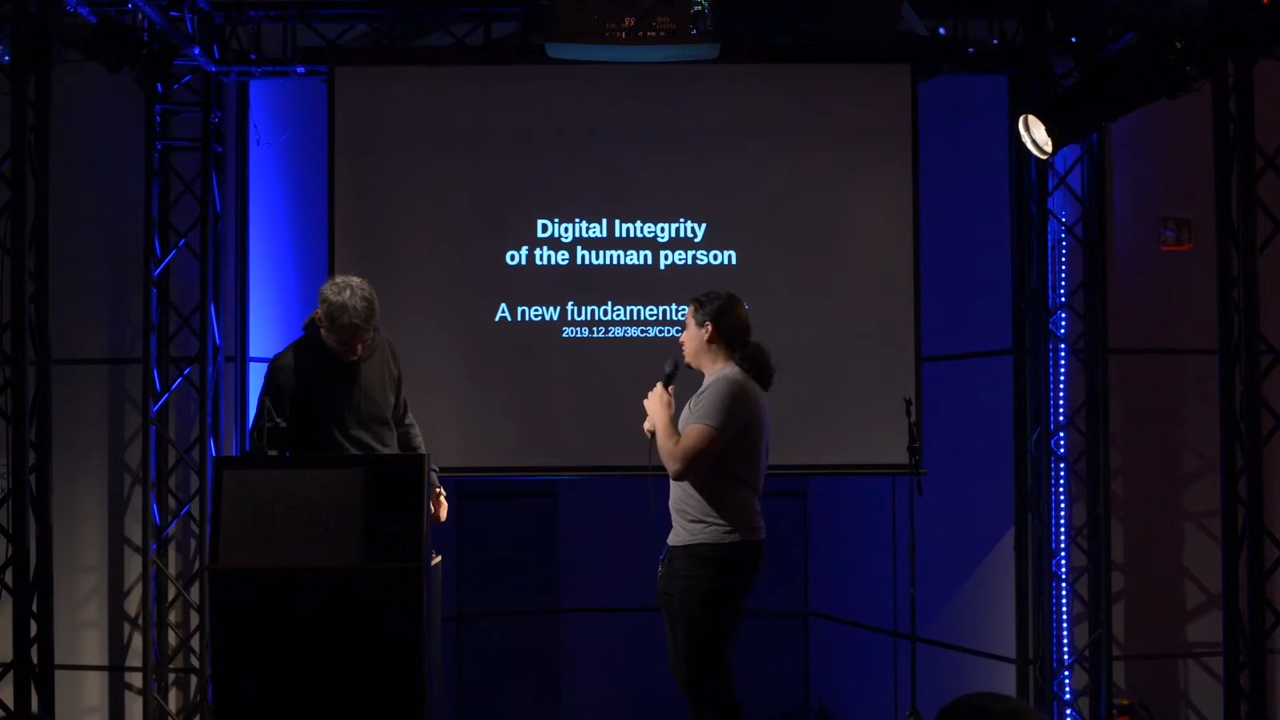 Digital Integrity
of the human person
A new fundamenta
2019.12.28/36C3/CDC